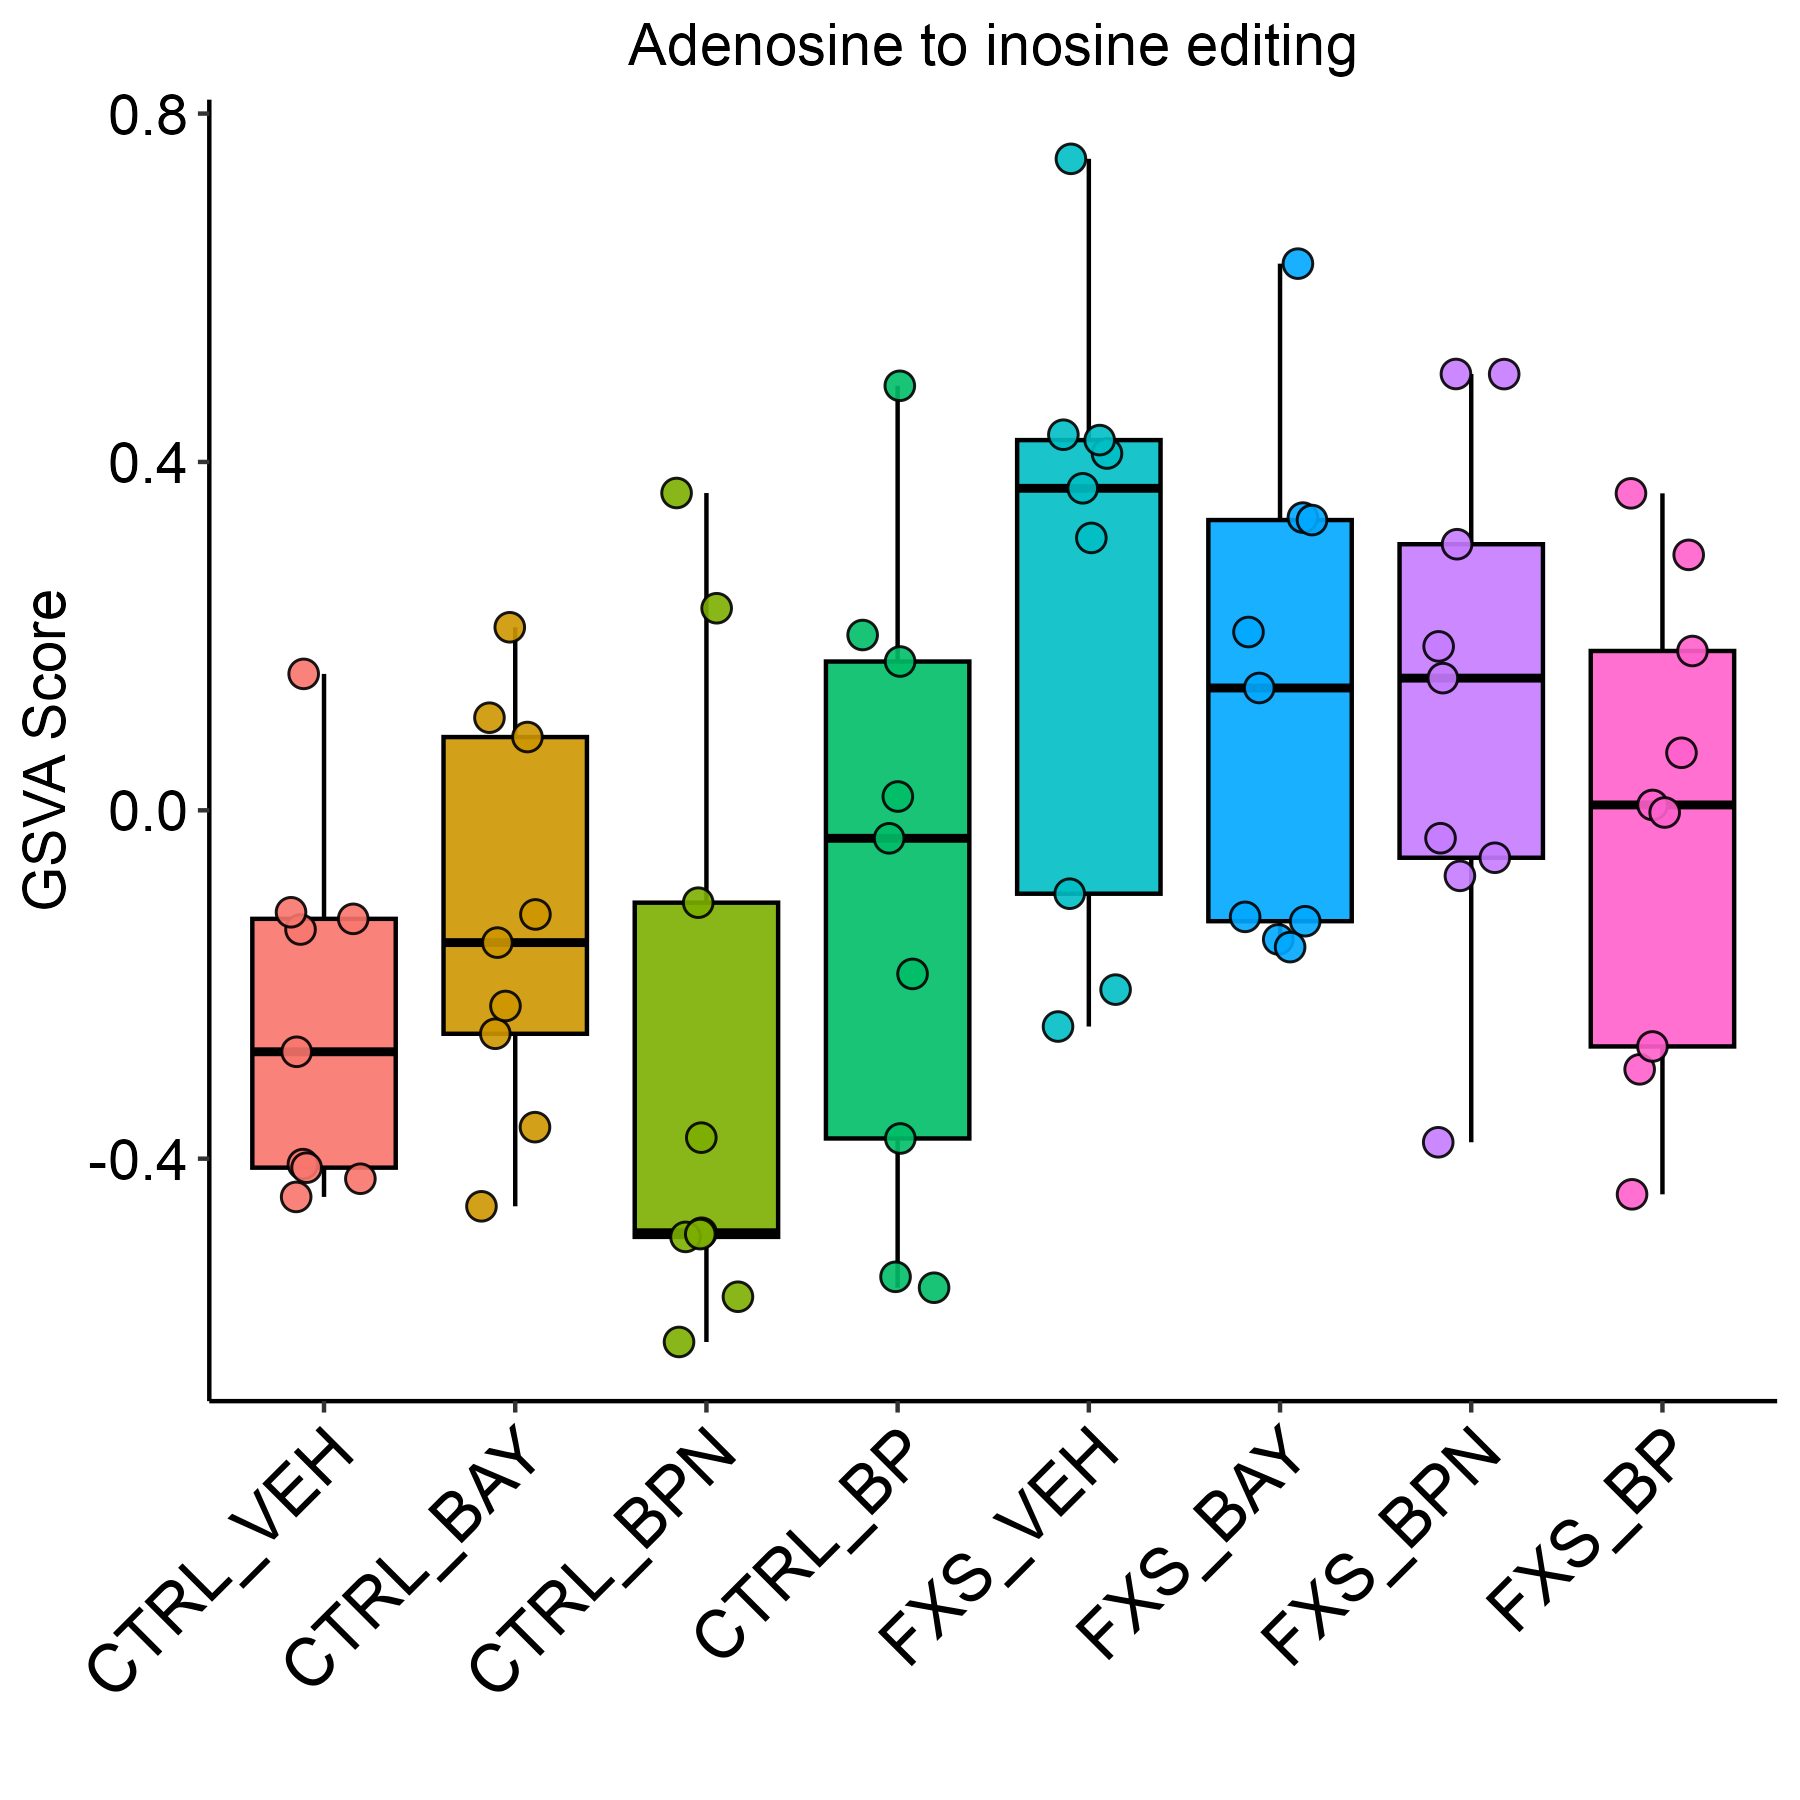 Adenosine to inosine editing
0.8
0.4
0.0
-0.4
GSVA Score
CTRL_VEH
CTRL_BAY
CTRL_BPN
CTRL_BP
FXS_VEH
FXS_BAY
FXS_BPN
FXS_BP